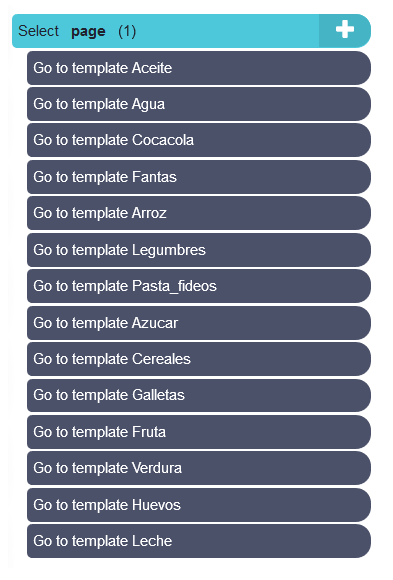 Select page (1)
Go to template Aceite
Go to template Agua
Go to template Cocacola
Go to template Fantas
Go to template Arroz
Go to template Legumbres
Go to template Pasta_fideos
Go to template Azucar
Go to template Cereales
Go to template Galletas
Go to template Fruta
Go to template Verdura
Go to template Huevos
Go to template Leche